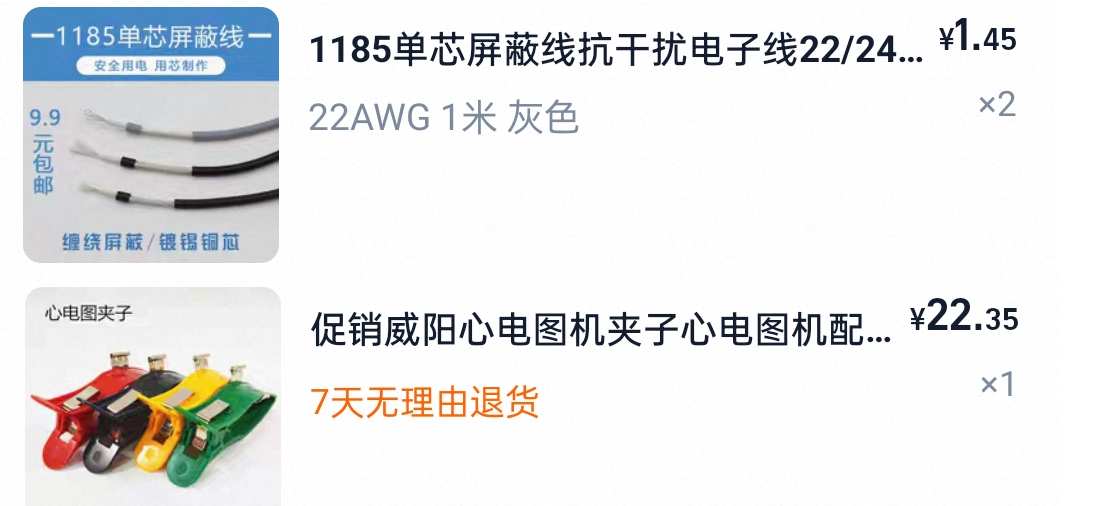 1185单芯屏蔽线
安全用电 用芯制作
9.9
元
包
邮
缠绕屏蔽/镀锡铜芯
1185单芯屏蔽线抗干扰电子线22/24... ¥1.45
22AWG 1米 灰色 ×2
心电图夹子
促销威阳心电图机夹子心电图机配... ¥22.35
7天无理由退货 ×1